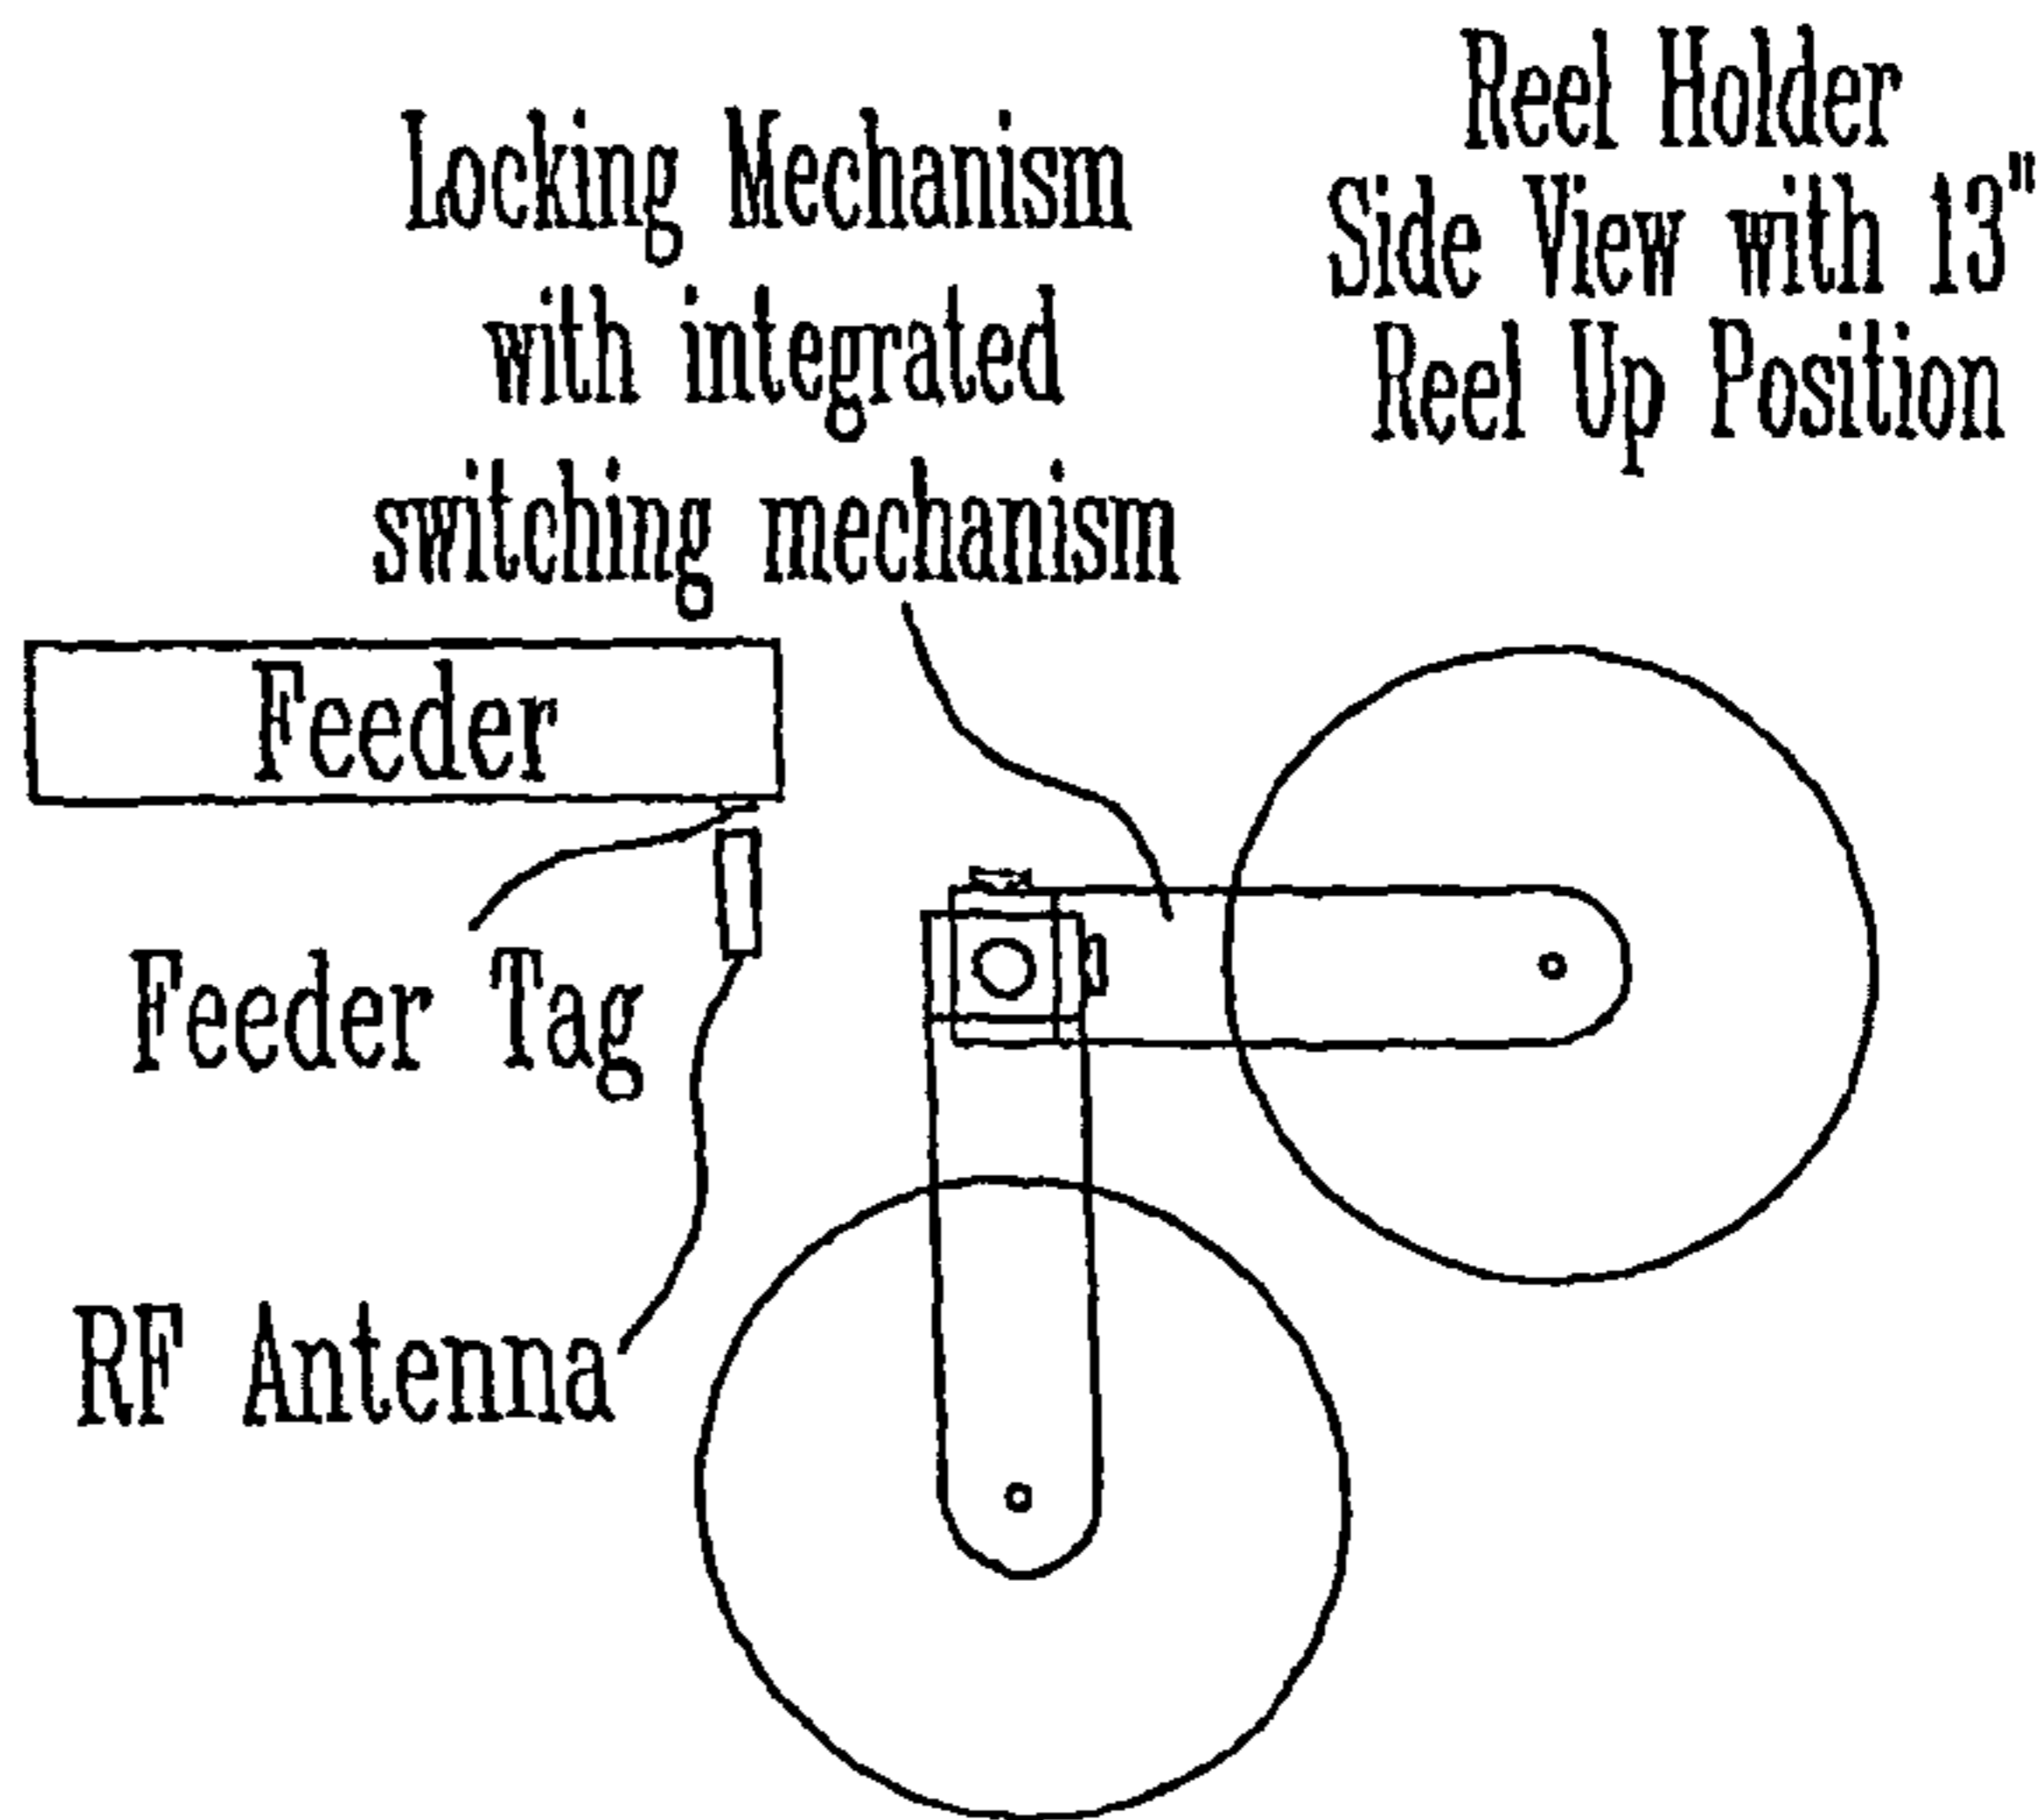 Reel Holder
Side View with 13"
Reel Up Position
Locking Mechanism
with integrated
switching mechanism
Feeder
Feeder Tag
RF Antenna